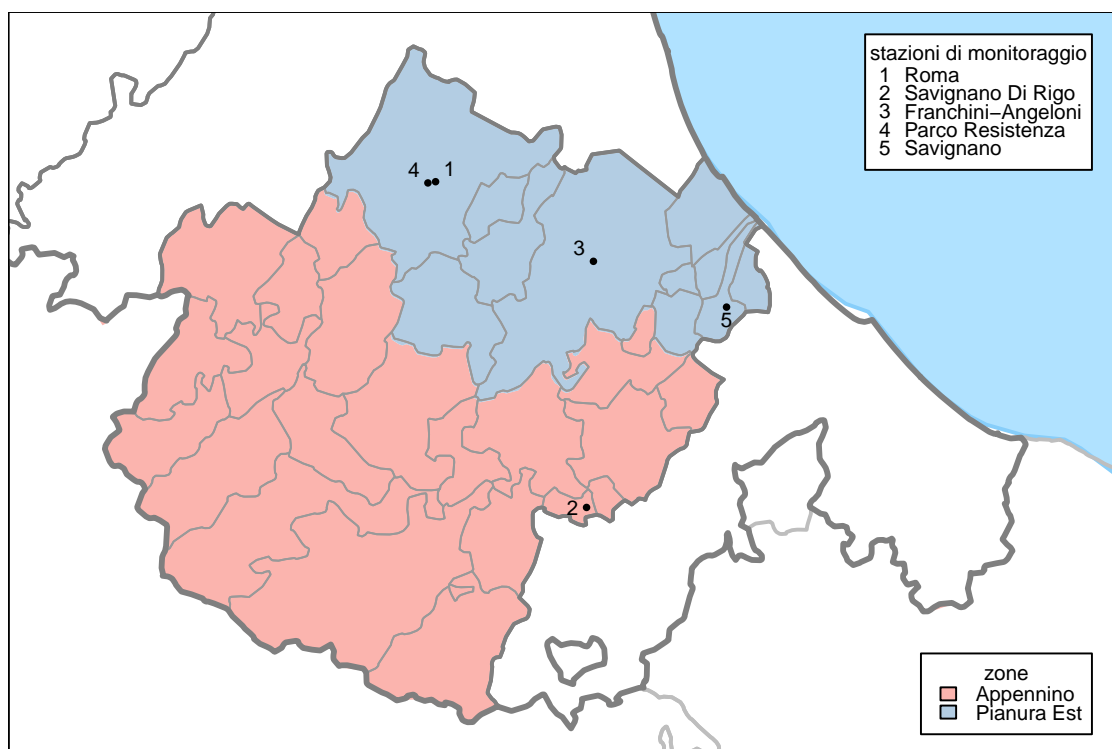 stazioni di monitoraggio
1 Roma
2 Savignano Di Rigo
3 Franchini−Angeloni
4 Parco Resistenza
5 Savignano
4 1
3
5
2
zone
Appennino
Pianura Est